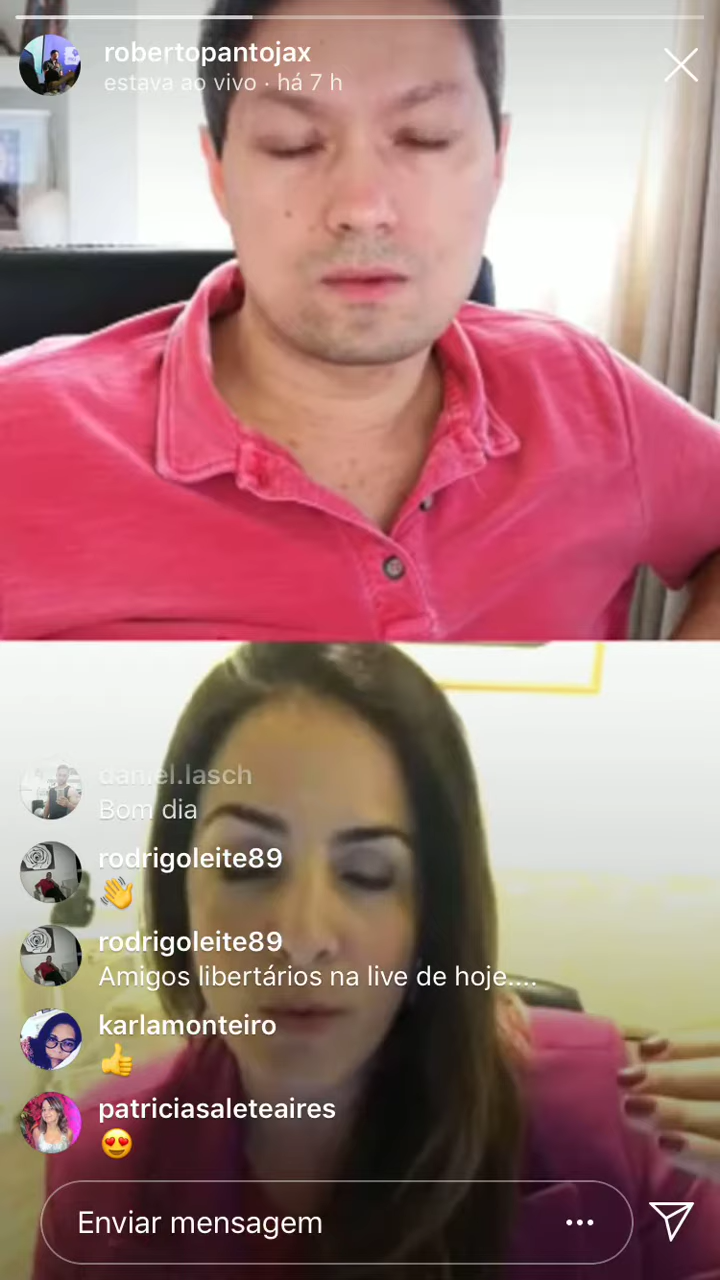 robertopantojax
estava ao vivo · há 7 h
daniel.lasch
Bom dia
rodrigoleite89
👋
rodrigoleite89
Amigos libertários na live de hoje....
karlamonteiro
👍
patriciasaleteaires
😍
Enviar mensagem